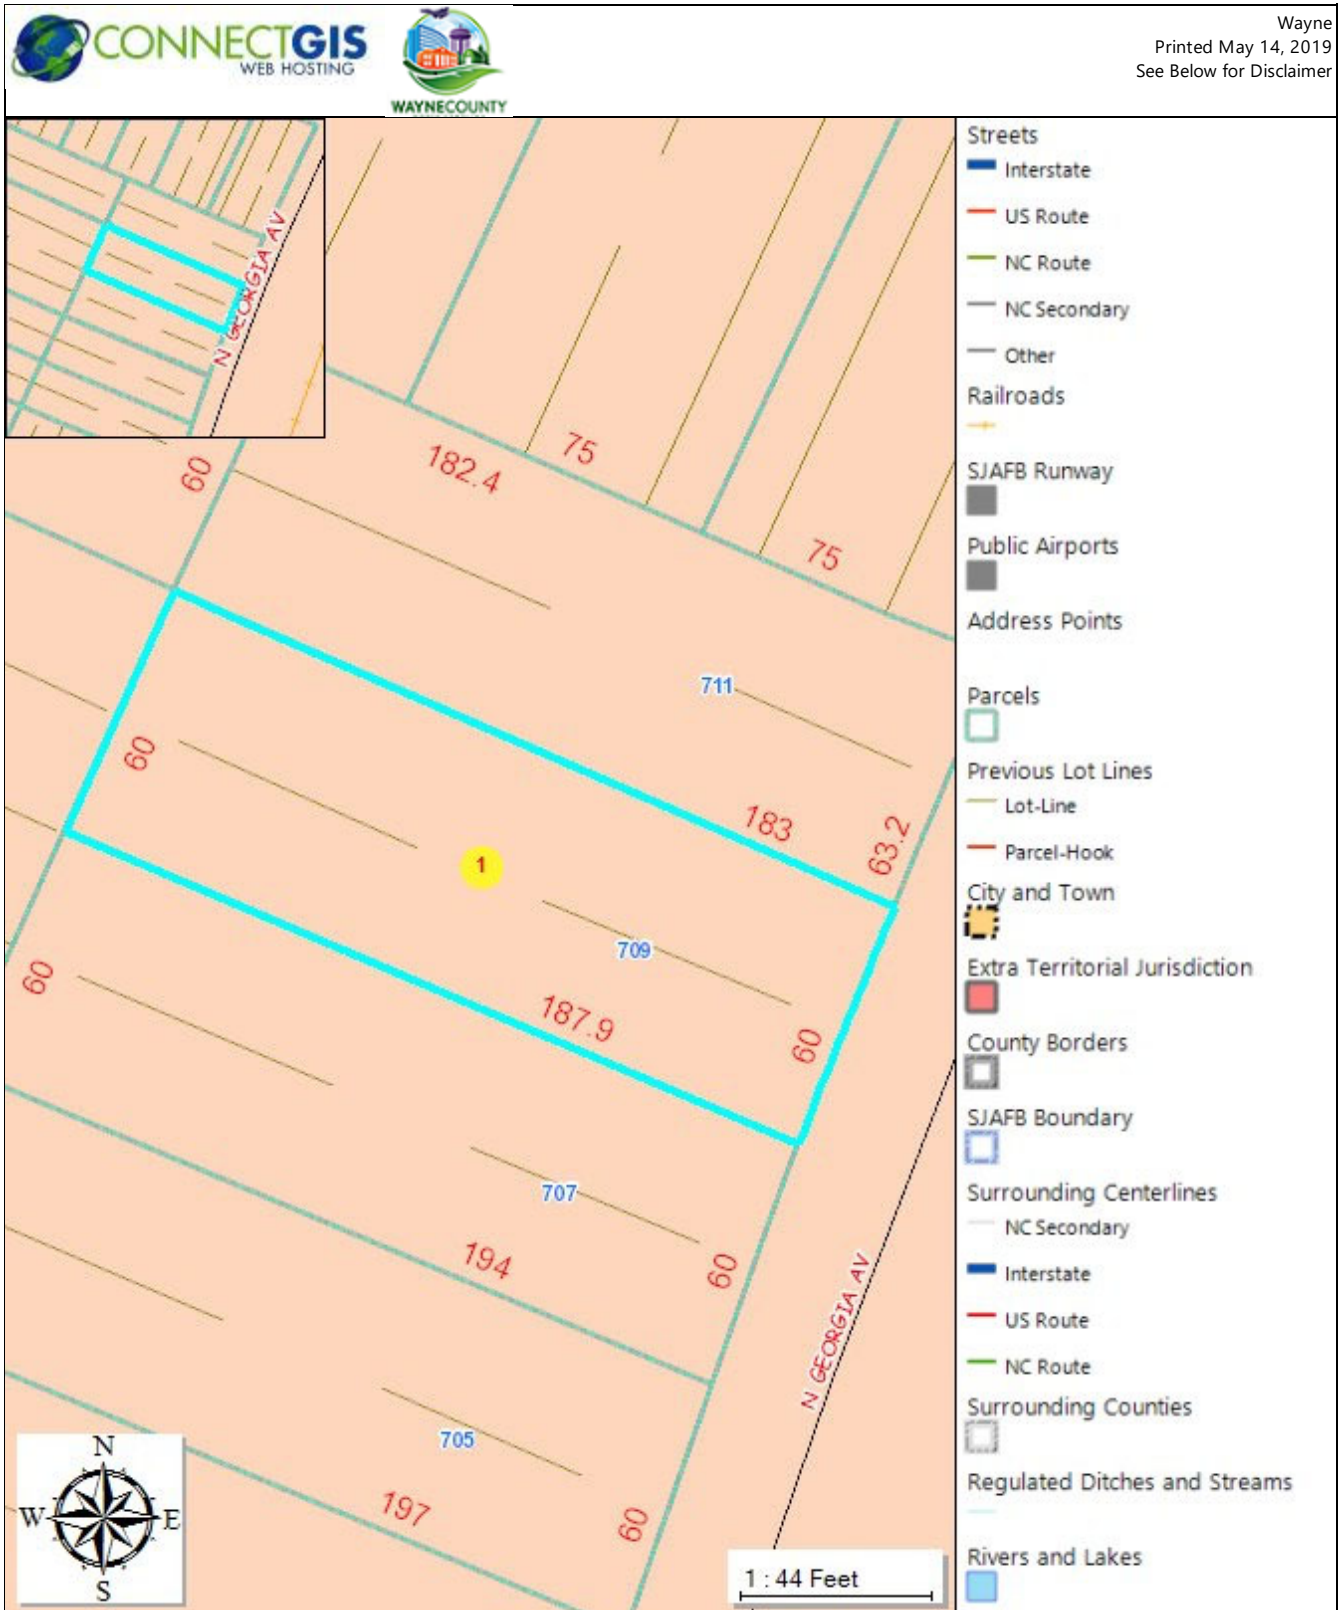 CONNECTGIS
WEB HOSTING
WAYNECOUNTY
Wayne
Printed May 14, 2019
See Below for Disclaimer
N GEORGIA AV
60
182.4
75
75
711
60
183
63.2
1
709
60
187.9
60
707
194
60
N GEORGIA AV
705
197
60
N
W
E
S
1 : 44 Feet
Streets
Interstate
US Route
NC Route
NC Secondary
Other
Railroads
SJAFB Runway
Public Airports
Address Points
Parcels
Previous Lot Lines
Lot-Line
Parcel-Hook
City and Town
Extra Territorial Jurisdiction
County Borders
SJAFB Boundary
Surrounding Centerlines
NC Secondary
Interstate
US Route
NC Route
Surrounding Counties
Regulated Ditches and Streams
Rivers and Lakes